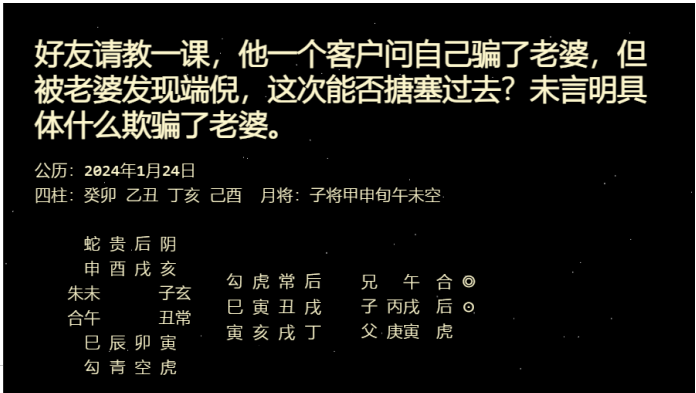 好友请教一课，他一个客户问自己骗了老婆，但
被老婆发现端倪，这次能否搪塞过去？未言明具
体什么欺骗了老婆。
公历：2024年1月24日
四柱：癸卯 乙丑 丁亥 己酉 月将：子将甲申旬午未空
蛇 贵 后 阴
申 酉 戌 亥
朱未 子玄
合午 丑常
巳 辰 卯 寅
勾 青 空 虎
勾 虎 常 后
巳 寅 丑 戌
寅 亥 戌 丁
兄 午 合 ◎
子 丙戌 后 ⊙
父 庚寅 虎